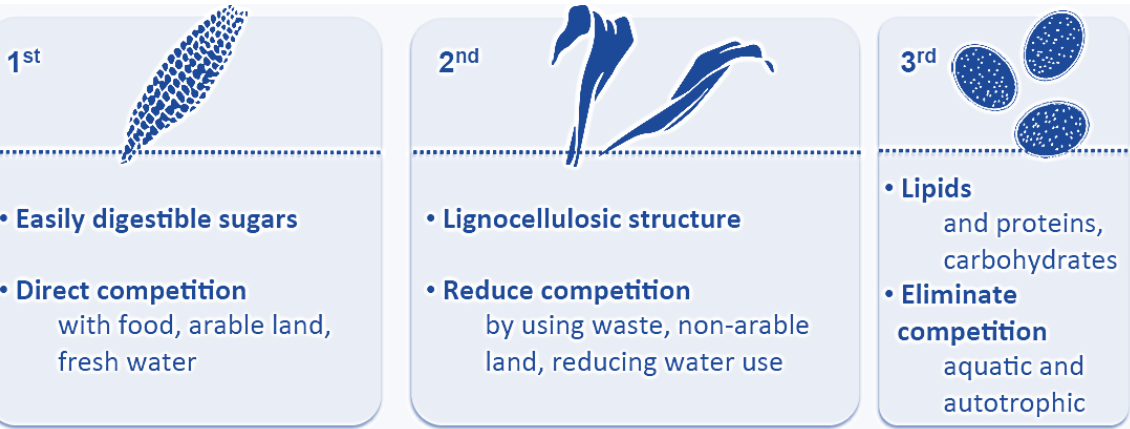 1st
• Easily digestible sugars
• Direct competition
with food, arable land,
fresh water
2nd
• Lignocellulosic structure
• Reduce competition
by using waste, non-arable
land, reducing water use
3rd
• Lipids
and proteins,
carbohydrates
• Eliminate
competition
aquatic and
autotrophic